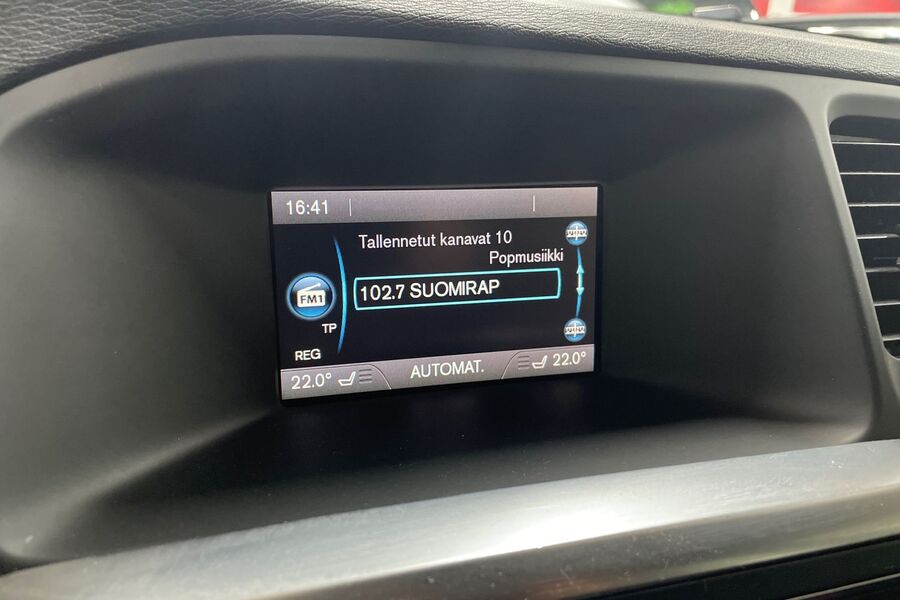 16:41
Tallennetut kanavat 10
Popmusiikki
102.7 SUOMIRAP
FM1
TP
REG
22.0° AUTOMAT. 22.0°